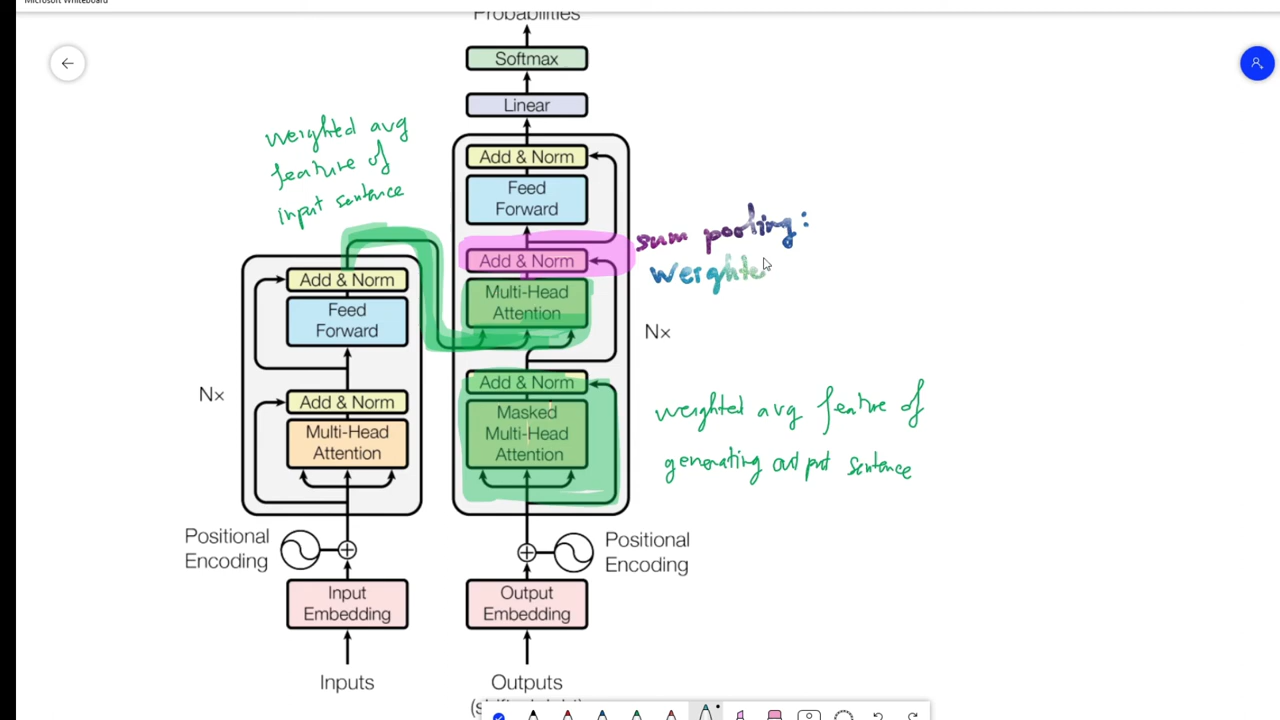 Microsoft Whiteboard
Probabilities
Softmax
Linear
Add & Norm
Feed
Forward
Add & Norm
Multi-Head
Attention
Add & Norm
Masked
Multi-Head
Attention
Nx
Add & Norm
Feed
Forward
Add & Norm
Multi-Head
Attention
Nx
weighted avg
feature of
input sentence
sum pooling:
weighte
weighted avg feature of
generating output sentence
Positional
Encoding
Positional
Encoding
Input
Embedding
Output
Embedding
Inputs
Outputs